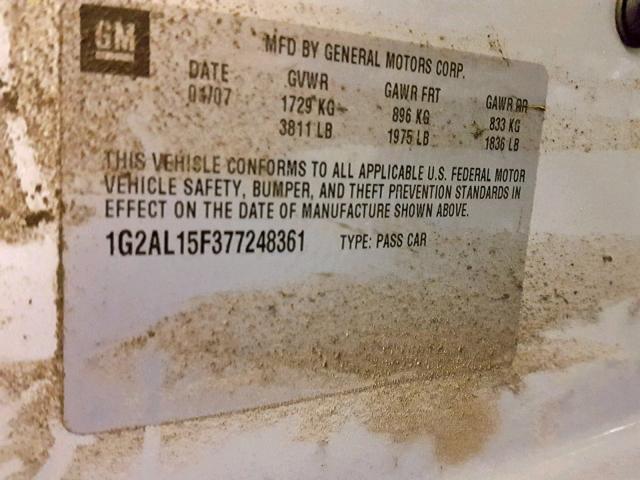 GM
MFD BY GENERAL MOTORS CORP.
DATE GVWR GAWR FRT GAWR RR
01/07 1729 KG 896 KG 833 KG
3811 LB 1975 LB 1836 LB
THIS VEHICLE CONFORMS TO ALL APPLICABLE U.S. FEDERAL MOTOR
VEHICLE SAFETY, BUMPER, AND THEFT PREVENTION STANDARDS IN
EFFECT ON THE DATE OF MANUFACTURE SHOWN ABOVE.
1G2AL15F377248361 TYPE: PASS CAR